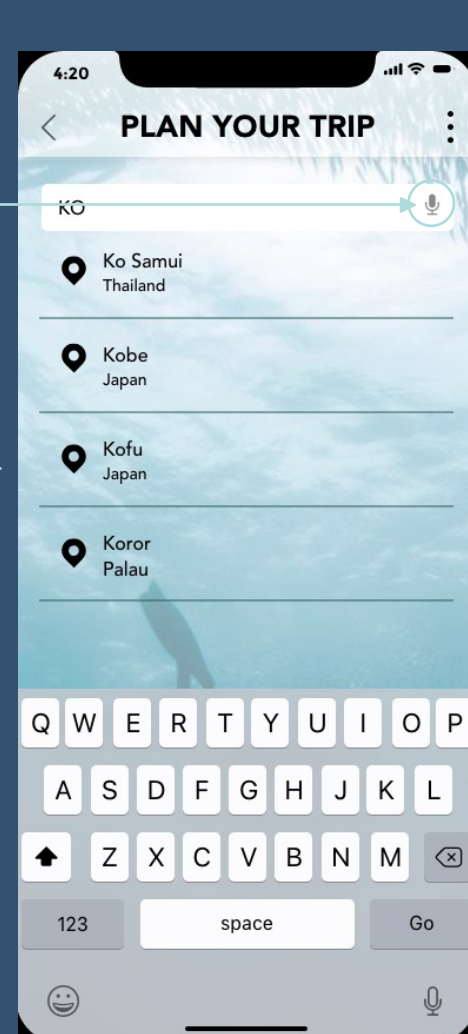 4:20
PLAN YOUR TRIP
KO
Ko Samui
Thailand
Kobe
Japan
Kofu
Japan
Koror
Palau
Q W E R T Y U I O P
A S D F G H J K L
Z X C V B N M
123 space Go